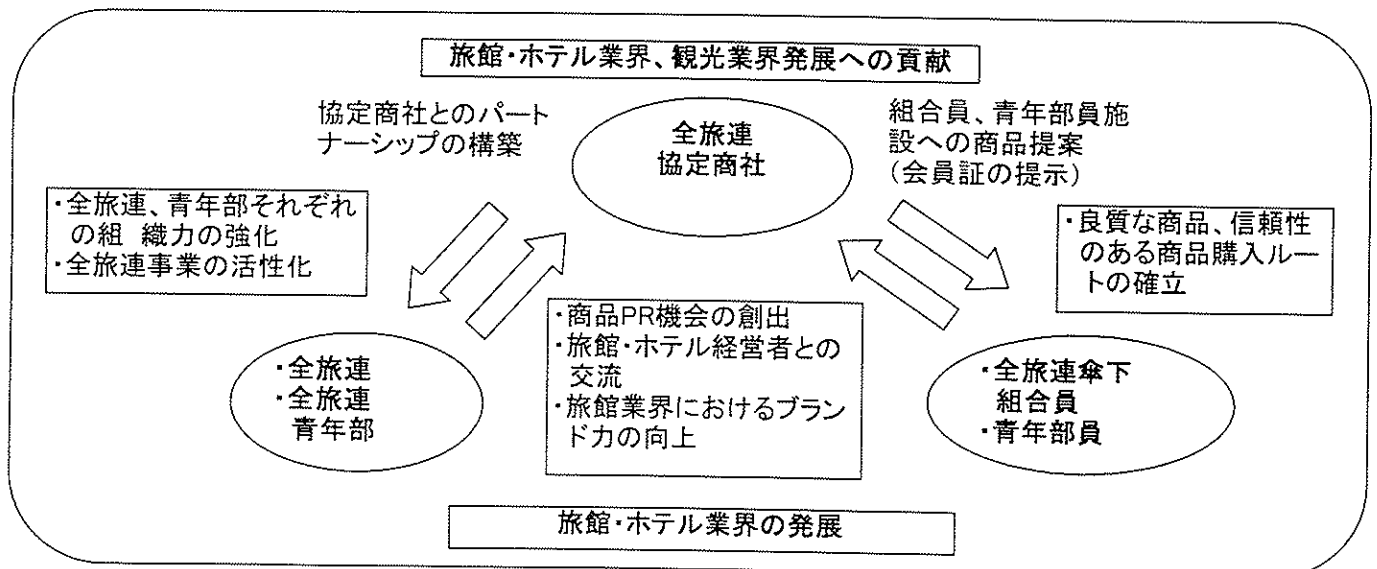 旅館・ホテル業界、観光業界発展への貢献
協定商社とのパート
ナーシップの構築
全旅連
協定商社
組合員、青年部員施
設への商品提案
(会員証の提示)
・全旅連、青年部それぞれ
の組 織力の強化
・全旅連事業の活性化
・良質な商品、信頼性
のある商品購入ルー
トの確立
・商品PR機会の創出
・旅館・ホテル経営者との
交流
・旅館業界におけるブラン
ド力の向上
・全旅連
・全旅連
青年部
・全旅連傘下
組合員
・青年部員
旅館・ホテル業界の発展